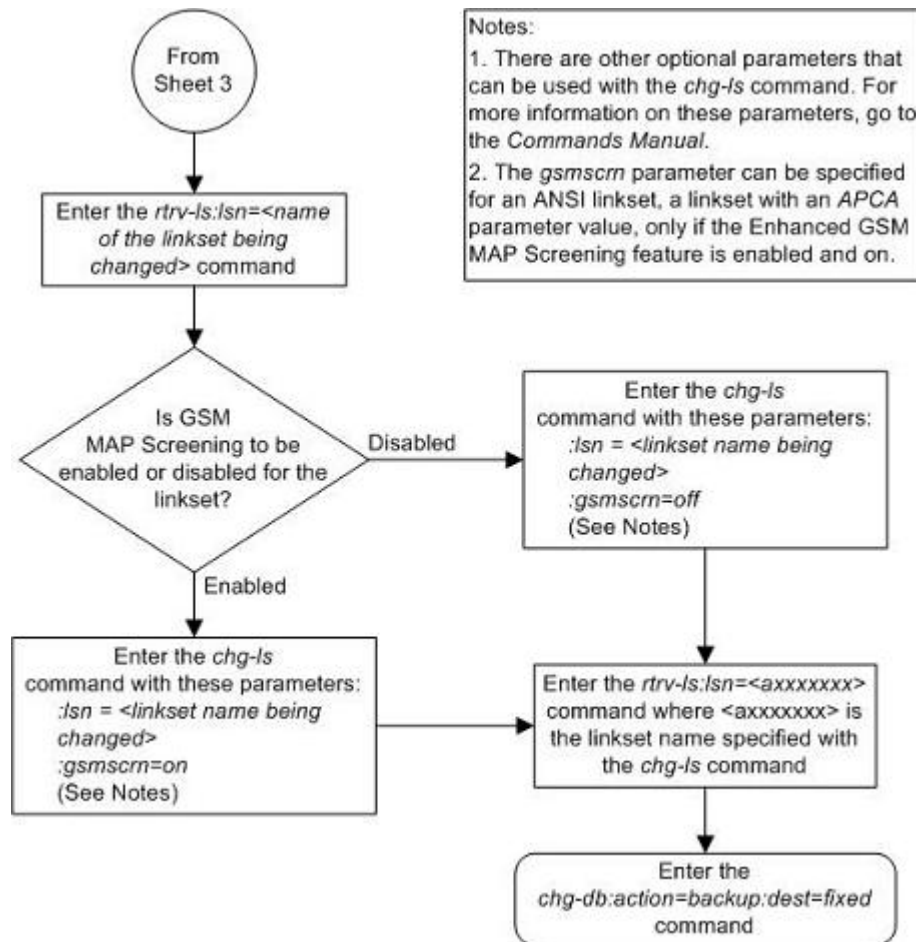 From
Sheet 3
Notes:
1. There are other optional parameters that
can be used with the chg-ls command. For
more information on these parameters, go to
the Commands Manual.
2. The gsmscrn parameter can be specified
for an ANSI linkset, a linkset with an APCA
parameter value, only if the Enhanced GSM
MAP Screening feature is enabled and on.
Enter the rtrv-ls:lsn=<name
of the linkset being
changed> command
Is GSM
MAP Screening to be
enabled or disabled for the
linkset?
Disabled
Enter the chg-ls
command with these parameters:
:lsn = <linkset name being
changed>
:gsmscrn=off
(See Notes)
Enabled
Enter the chg-ls
command with these parameters:
:lsn = <linkset name being
changed>
:gsmscrn=on
(See Notes)
Enter the rtrv-ls:lsn=<axxxxxxx>
command where <axxxxxxx> is
the linkset name specified with
the chg-ls command
Enter the
chg-db:action=backup:dest=fixed
command